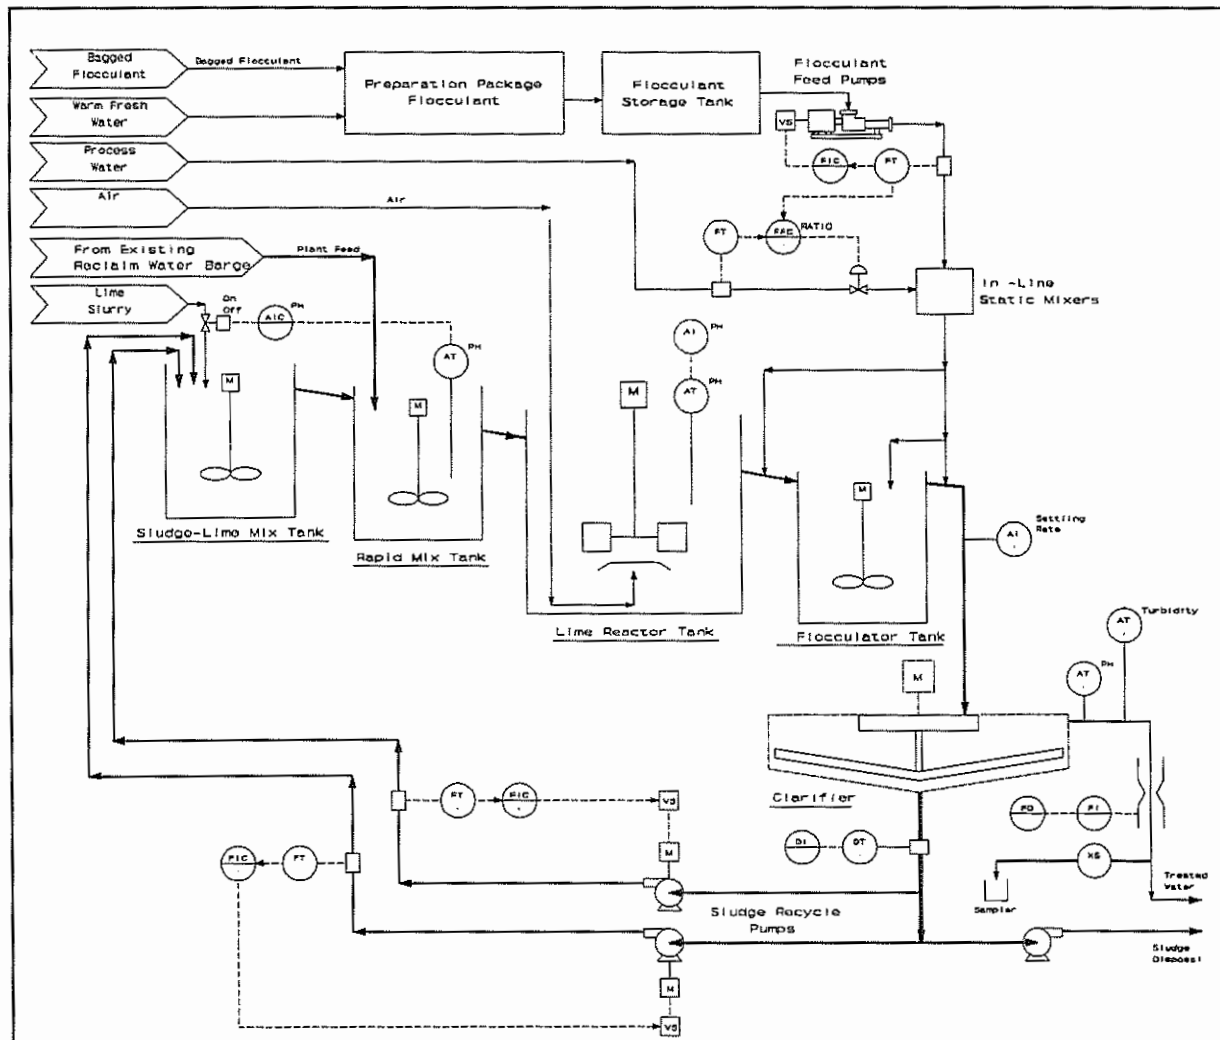 Bagged
Flocculant
Bagged Flocculant
Preparation Package
Flocculant
Flocculant
Storage Tank
Flocculant
Feed Pumps
Warm Fresh
Water
VS
Process
Water
FIC
FT
Air
Air
FT
FFC
RATIO
From Existing
Reclaim Water Barge
Plant Feed
In -Line
Static Mixers
Lime
Slurry
On
Off
AIC
PH
AI
PH
AT
PH
AT
PH
M
M
M
M
Sludge-Lime Mix Tank
Rapid Mix Tank
Lime Reactor Tank
Flocculator Tank
Settling
Rate
AI
AT
Turbidity
AT
PH
M
Clarifier
FT
FIC
VS
M
FIC
FT
DI
DT
FQ
FI
XS
Sampler
Treated
Water
Sludge Recycle
Pumps
Sludge
Disposal
M
VS